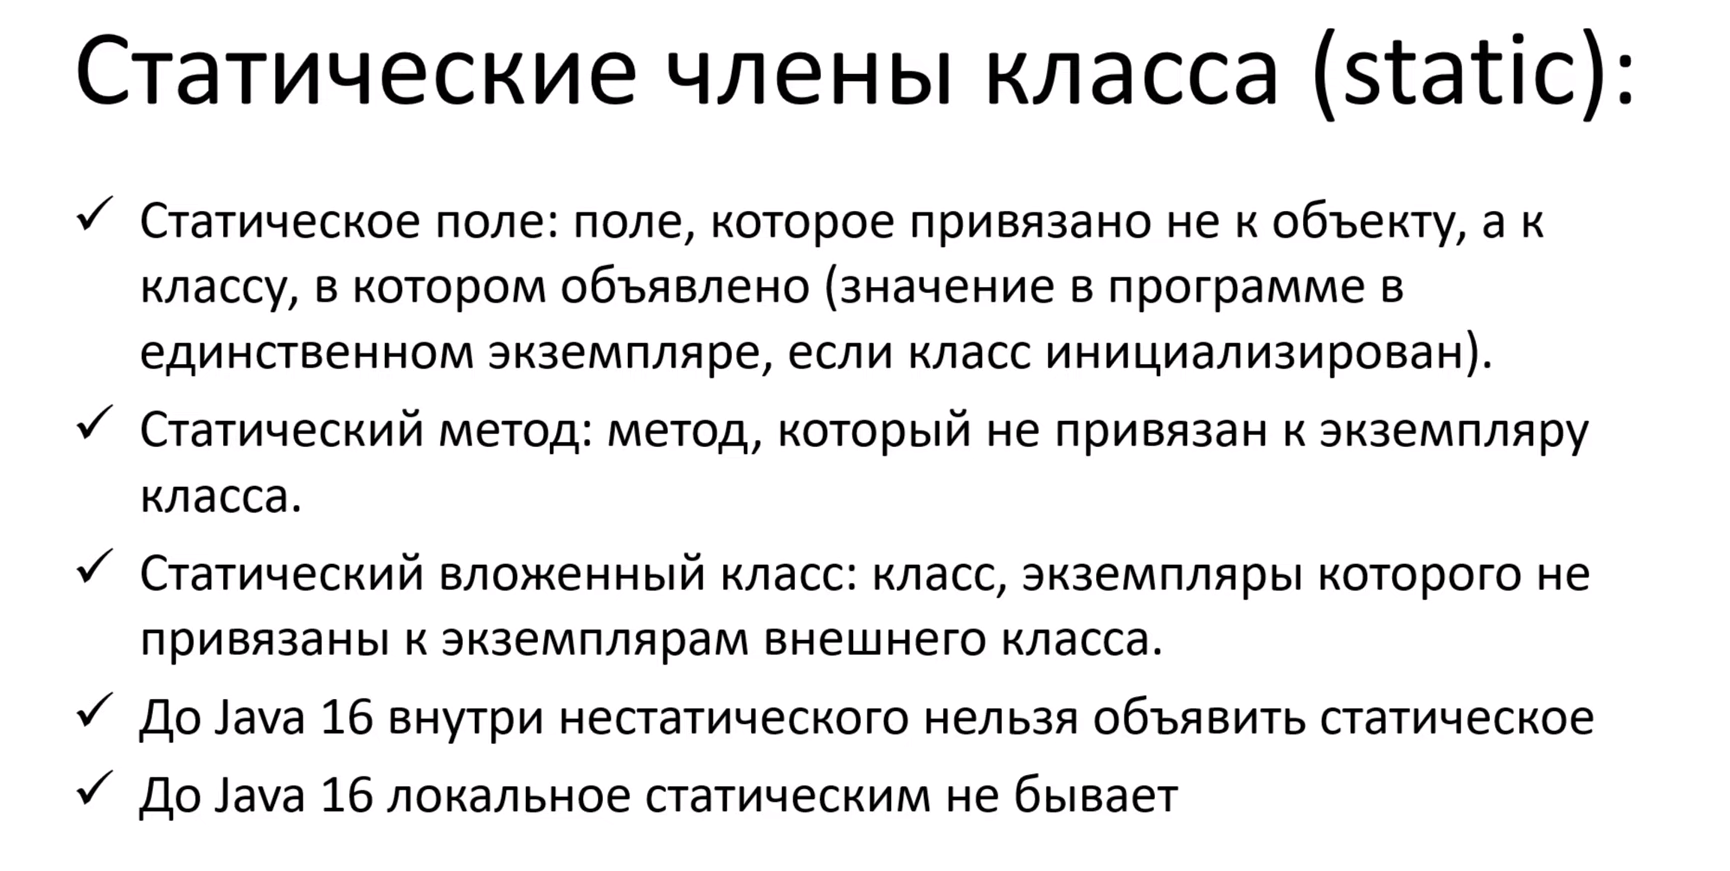 Статические члены класса (static):
✓ Статическое поле: поле, которое привязано не к объекту, а к
классу, в котором объявлено (значение в программе в
единственном экземпляре, если класс инициализирован).
✓ Статический метод: метод, который не привязан к экземпляру
класса.
✓ Статический вложенный класс: класс, экземпляры которого не
привязаны к экземплярам внешнего класса.
✓ До Java 16 внутри нестатического нельзя объявить статическое
✓ До Java 16 локальное статическим не бывает